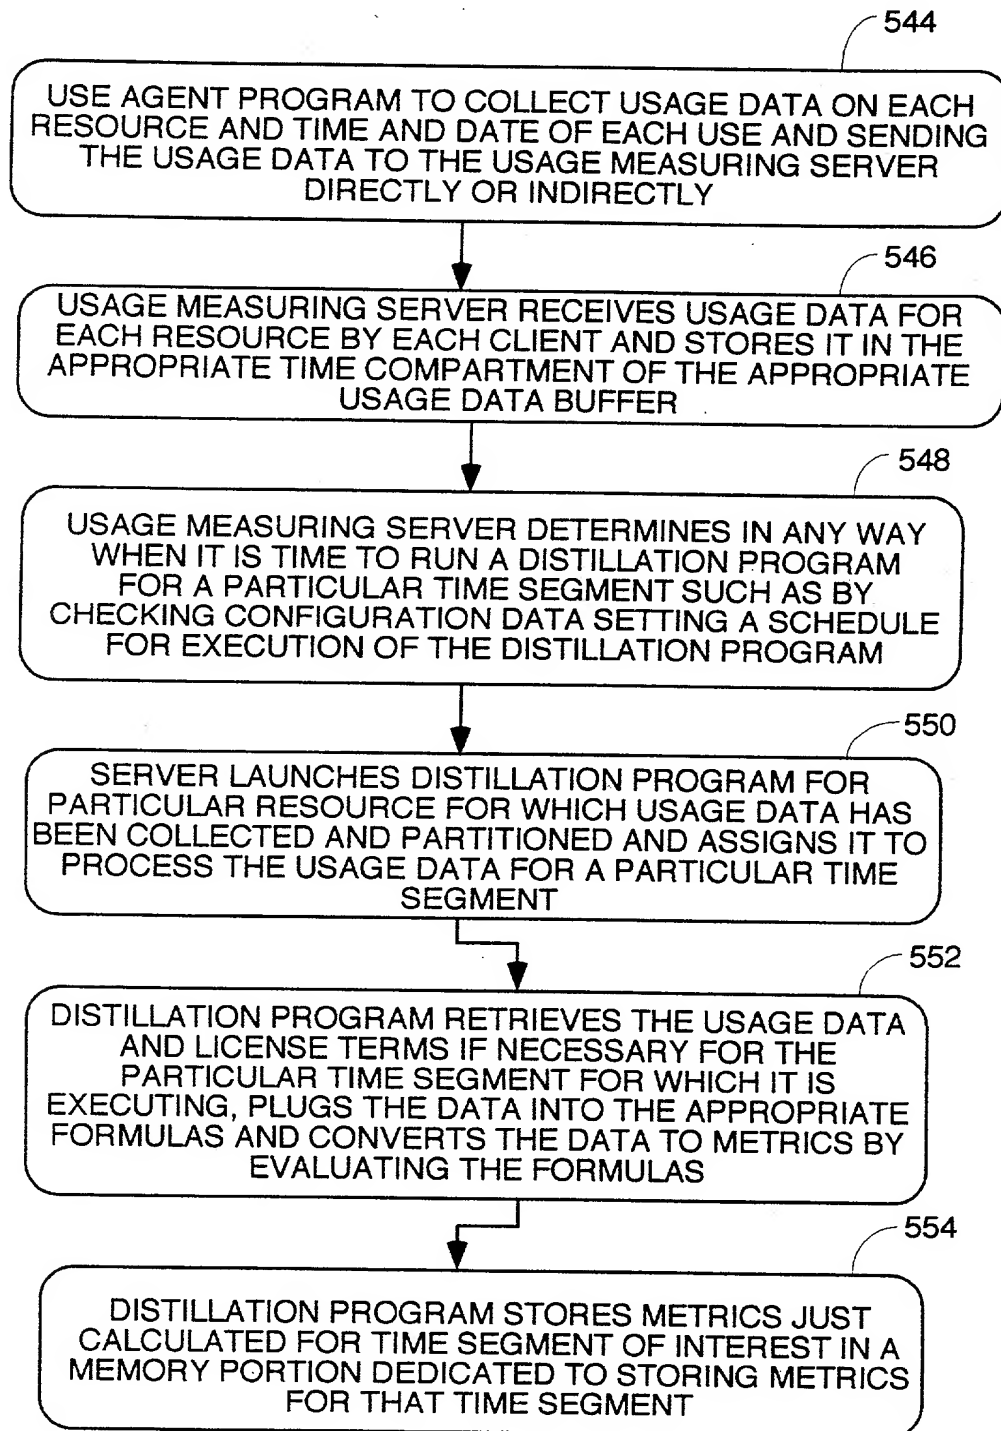 544
USE AGENT PROGRAM TO COLLECT USAGE DATA ON EACH
RESOURCE AND TIME AND DATE OF EACH USE AND SENDING
THE USAGE DATA TO THE USAGE MEASURING SERVER
DIRECTLY OR INDIRECTLY
546
USAGE MEASURING SERVER RECEIVES USAGE DATA FOR
EACH RESOURCE BY EACH CLIENT AND STORES IT IN THE
APPROPRIATE TIME COMPARTMENT OF THE APPROPRIATE
USAGE DATA BUFFER
548
USAGE MEASURING SERVER DETERMINES IN ANY WAY
WHEN IT IS TIME TO RUN A DISTILLATION PROGRAM
FOR A PARTICULAR TIME SEGMENT SUCH AS BY
CHECKING CONFIGURATION DATA SETTING A SCHEDULE
FOR EXECUTION OF THE DISTILLATION PROGRAM
550
SERVER LAUNCHES DISTILLATION PROGRAM FOR
PARTICULAR RESOURCE FOR WHICH USAGE DATA HAS
BEEN COLLECTED AND PARTITIONED AND ASSIGNS IT TO
PROCESS THE USAGE DATA FOR A PARTICULAR TIME
SEGMENT
552
DISTILLATION PROGRAM RETRIEVES THE USAGE DATA
AND LICENSE TERMS IF NECESSARY FOR THE
PARTICULAR TIME SEGMENT FOR WHICH IT IS
EXECUTING, PLUGS THE DATA INTO THE APPROPRIATE
FORMULAS AND CONVERTS THE DATA TO METRICS BY
EVALUATING THE FORMULAS
554
DISTILLATION PROGRAM STORES METRICS JUST
CALCULATED FOR TIME SEGMENT OF INTEREST IN A
MEMORY PORTION DEDICATED TO STORING METRICS
FOR THAT TIME SEGMENT